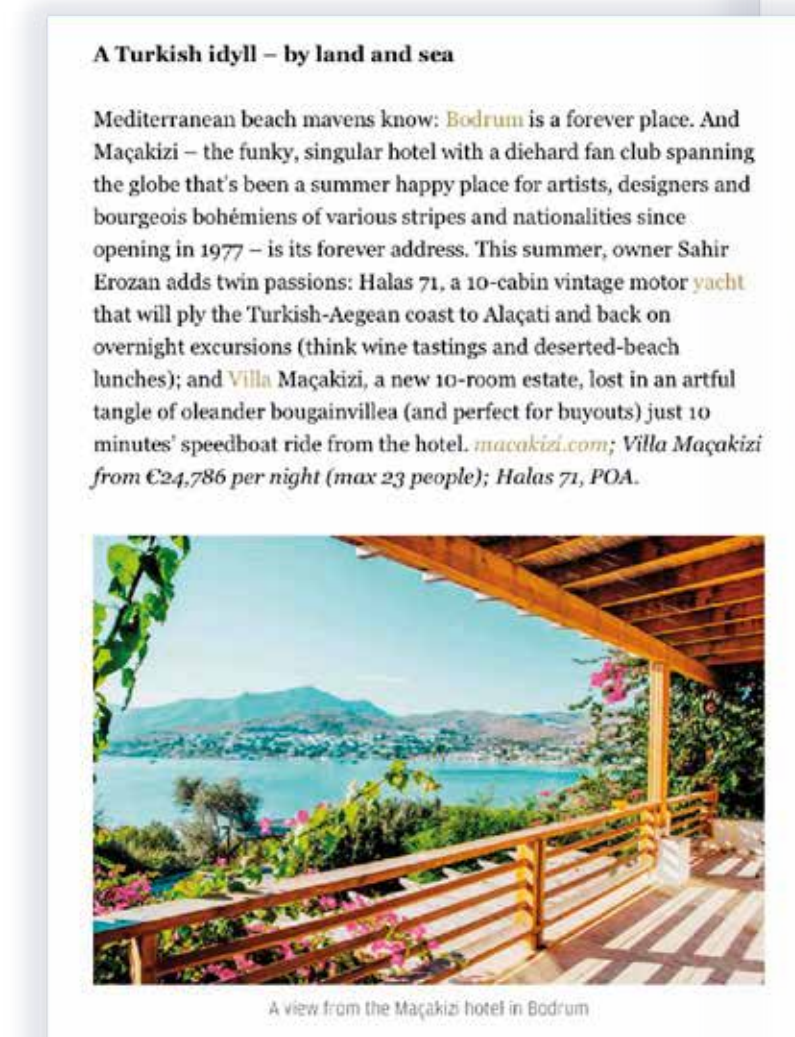 A Turkish idyll – by land and sea
Mediterranean beach mavens know: Bodrum is a forever place. And
Maçakizi – the funky, singular hotel with a diehard fan club spanning
the globe that's been a summer happy place for artists, designers and
bourgeois bohémiens of various stripes and nationalities since
opening in 1977 – is its forever address. This summer, owner Sahir
Erozan adds twin passions: Halas 71, a 10-cabin vintage motor yacht
that will ply the Turkish-Aegean coast to Alaçati and back on
overnight excursions (think wine tastings and deserted-beach
lunches); and Villa Maçakizi, a new 10-room estate, lost in an artful
tangle of oleander bougainvillea (and perfect for buyouts) just 10
minutes' speedboat ride from the hotel. macakizi.com; Villa Maçakizi
from €24,786 per night (max 23 people); Halas 71, POA.
A view from the Maçakizi hotel in Bodrum